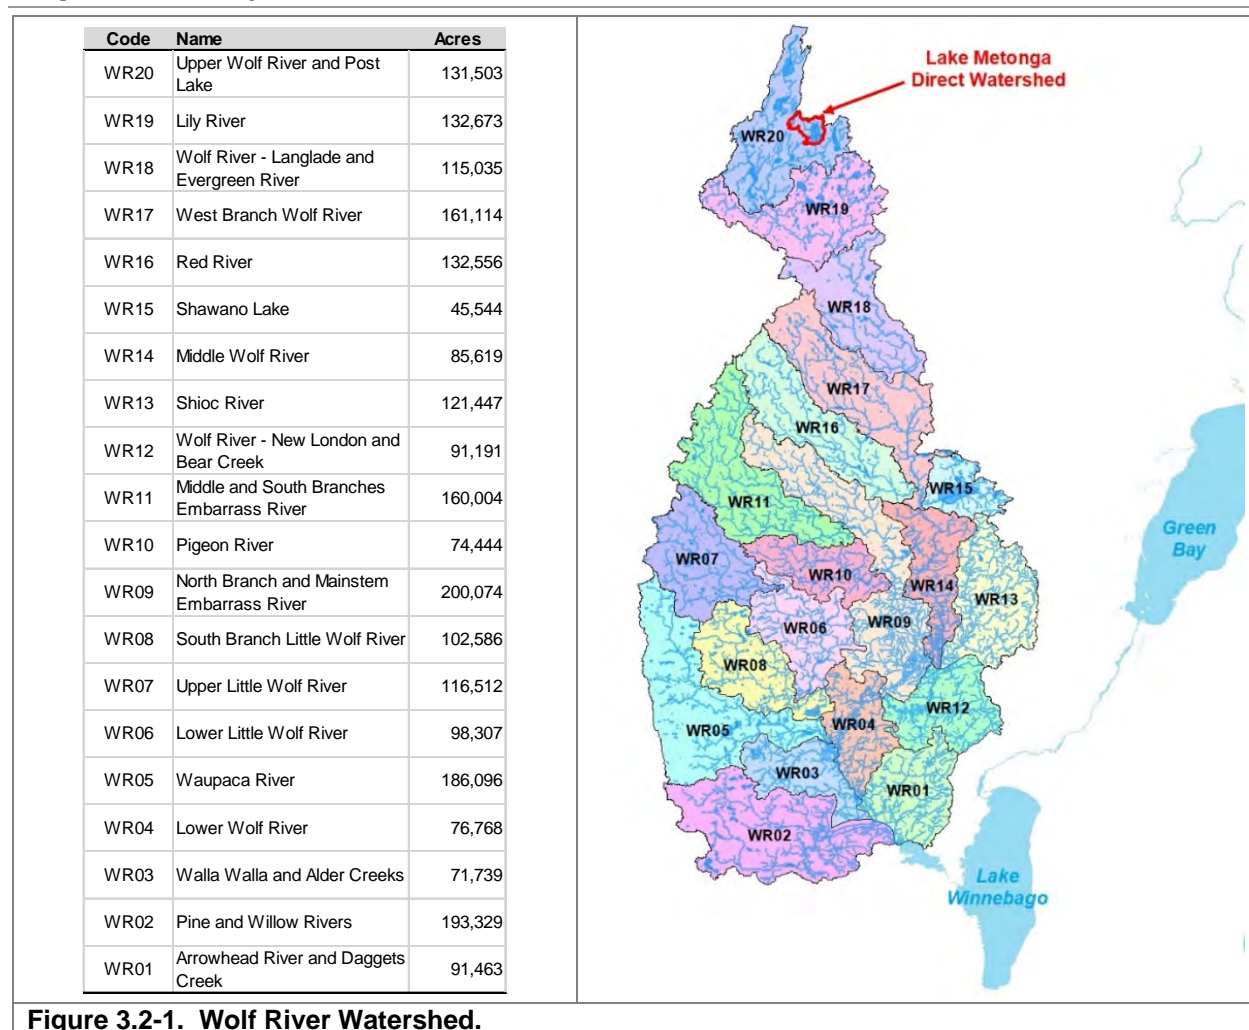 Code Name Acres
WR20 Upper Wolf River and Post
Lake 131,503
WR19 Lily River 132,673
WR18 Wolf River - Langlade and
Evergreen River 115,035
WR17 West Branch Wolf River 161,114
WR16 Red River 132,556
WR15 Shawano Lake 45,544
WR14 Middle Wolf River 85,619
WR13 Shioc River 121,447
WR12 Wolf River - New London and
Bear Creek 91,191
WR11 Middle and South Branches
Embarrass River 160,004
WR10 Pigeon River 74,444
WR09 North Branch and Mainstem
Embarrass River 200,074
WR08 South Branch Little Wolf River 102,586
WR07 Upper Little Wolf River 116,512
WR06 Lower Little Wolf River 98,307
WR05 Waupaca River 186,096
WR04 Lower Wolf River 76,768
WR03 Walla Walla and Alder Creeks 71,739
WR02 Pine and Willow Rivers 193,329
WR01 Arrowhead River and Daggets
Creek 91,463
Lake Metonga
Direct Watershed
WR20
WR19
WR18
WR17
WR16
WR15
WR11
Green
Bay
WR07
WR10
WR14
WR13
WR06
WR09
WR08
WR12
WR05
WR04
WR03
WR01
WR02
Lake
Winnebago
Figure 3.2-1. Wolf River Watershed.